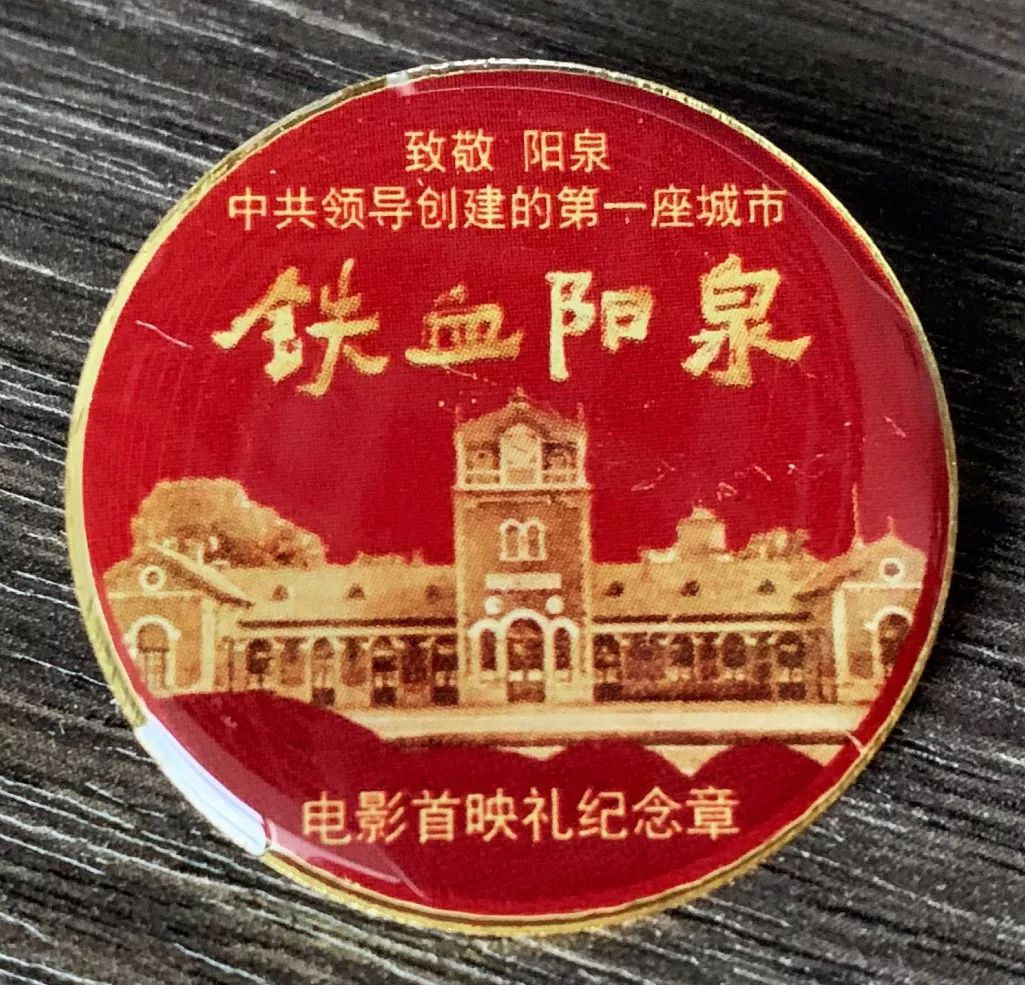 致敬 阳泉
中共领导创建的第一座城市
铁血阳泉
电影首映礼纪念章